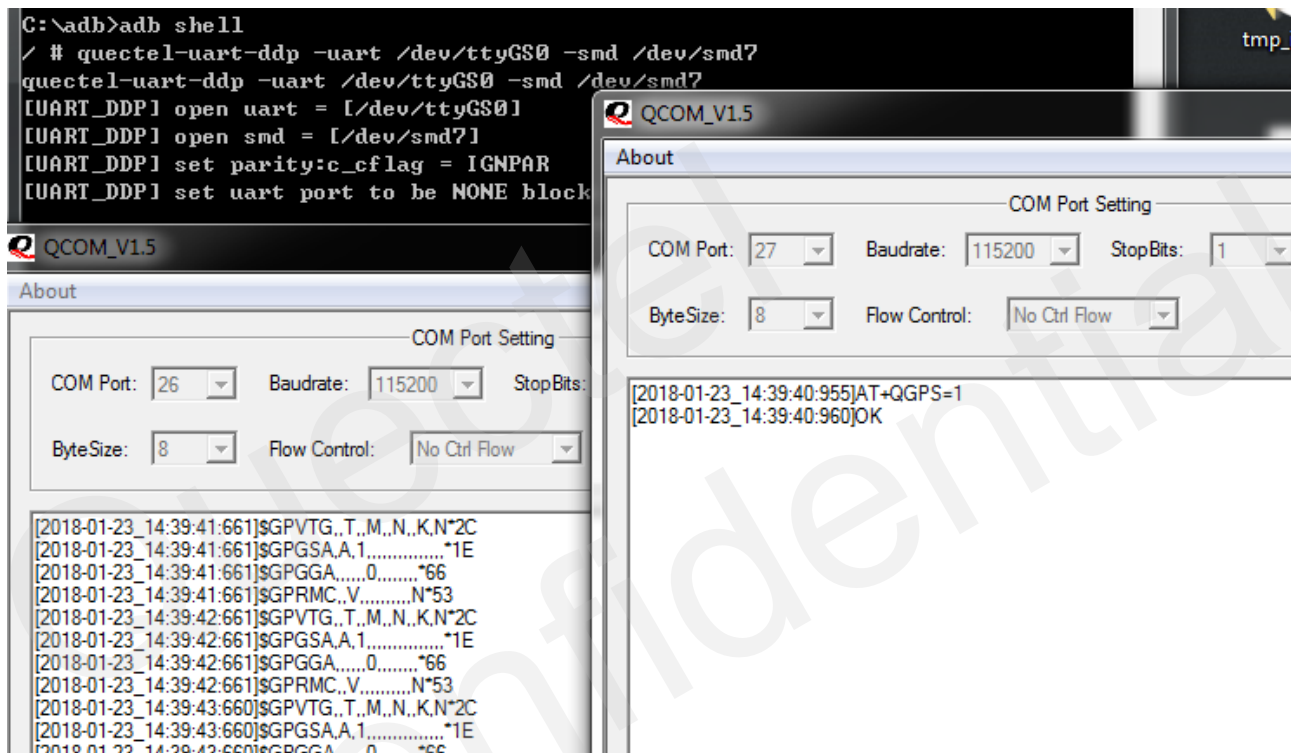 C:\adb>adb shell
/ # quectel-uart-ddp -uart /dev/ttyGS0 -smd /dev/smd7
quectel-uart-ddp -uart /dev/ttyGS0 -smd /dev/smd7
[UART_DDP] open uart = [/dev/ttyGS0]
[UART_DDP] open smd = [/dev/smd7]
[UART_DDP] set parity:c_cflag = IGNPAR
[UART_DDP] set uart port to be NONE block
tmp_
QCOM_V1.5
About
COM Port Setting
COM Port: 26 Baudrate: 115200 StopBits:
ByteSize: 8 Flow Control: No Ctrl Flow
[2018-01-23_14:39:41:661]$GPVTG,,T,,M,,N,,K,N*2C
[2018-01-23_14:39:41:661]$GPGSA,A,1,,,,,,,,,,,,,,,*1E
[2018-01-23_14:39:41:661]$GPGGA,,,,,,0,,,,,,,,*66
[2018-01-23_14:39:41:661]$GPRMC,,V,,,,,,,,,,N*53
[2018-01-23_14:39:42:661]$GPVTG,,T,,M,,N,,K,N*2C
[2018-01-23_14:39:42:661]$GPGSA,A,1,,,,,,,,,,,,,,,*1E
[2018-01-23_14:39:42:661]$GPGGA,,,,,,0,,,,,,,,*66
[2018-01-23_14:39:42:661]$GPRMC,,V,,,,,,,,,,N*53
[2018-01-23_14:39:43:660]$GPVTG,,T,,M,,N,,K,N*2C
[2018-01-23_14:39:43:660]$GPGSA,A,1,,,,,,,,,,,,,,,*1E
[2018-01-23_14:39:43:660]$GPGGA,,,,,,0,,,,,,,,*66
QCOM_V1.5
About
COM Port Setting
COM Port: 27 Baudrate: 115200 StopBits: 1
ByteSize: 8 Flow Control: No Ctrl Flow
[2018-01-23_14:39:40:955]AT+QGPS=1
[2018-01-23_14:39:40:960]OK
Quectel
Confidential